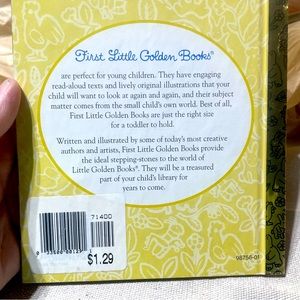 First Little Golden Books®
are perfect for young children. They have engaging
read-aloud texts and lively original illustrations that
your child will want to look at again and again, and their subject
matter comes from the small child's own world. Best of all,
First Little Golden Books are just the right size
for a toddler to hold.
Written and illustrated by some of today's most creative
authors and artists, First Little Golden Books provide
the ideal stepping-stones to the world of
Little Golden Books®. They will be a treasured
part of your child's library for
years to come.
71400
$1.29
98756-01